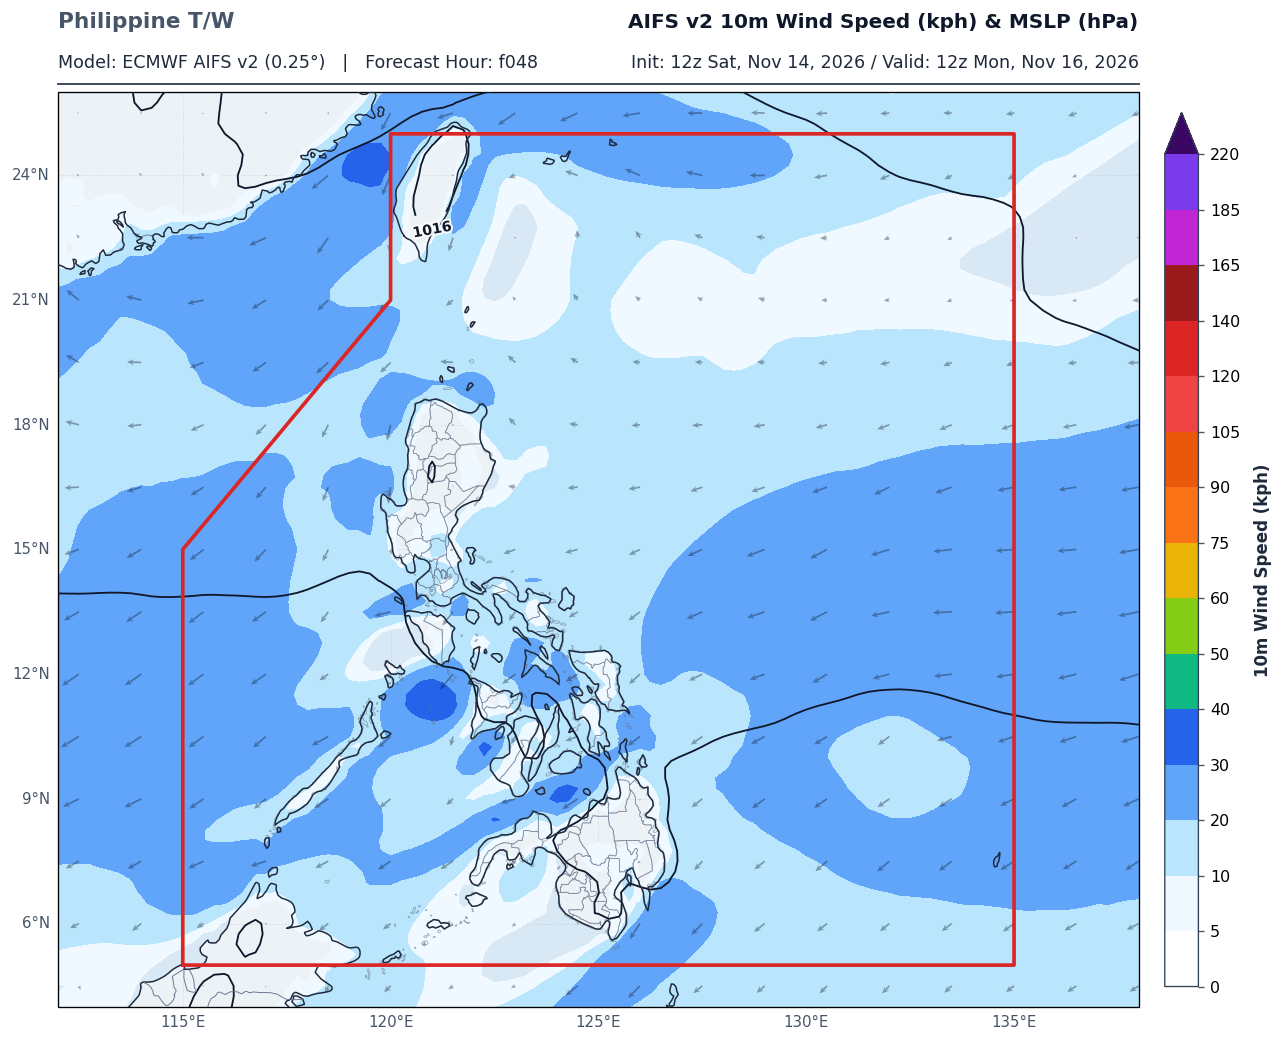 Philippine T/W
AIFS v2 10m Wind Speed (kph) & MSLP (hPa)
Model: ECMWF AIFS v2 (0.25°) | Forecast Hour: f048
Init: 12z Sat, Nov 14, 2026 / Valid: 12z Mon, Nov 16, 2026
24°N
21°N
18°N
15°N
12°N
9°N
6°N
1016
115°E
120°E
125°E
130°E
135°E
220
185
165
140
120
105
90
75
60
50
40
30
20
10
5
0
10m Wind Speed (kph)